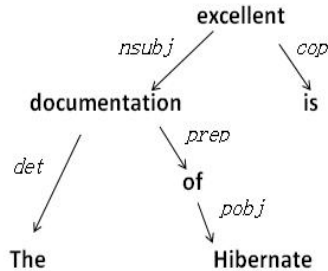 excellent
nsubj cop
documentation is
prep
det
of
pobj
The Hibernate